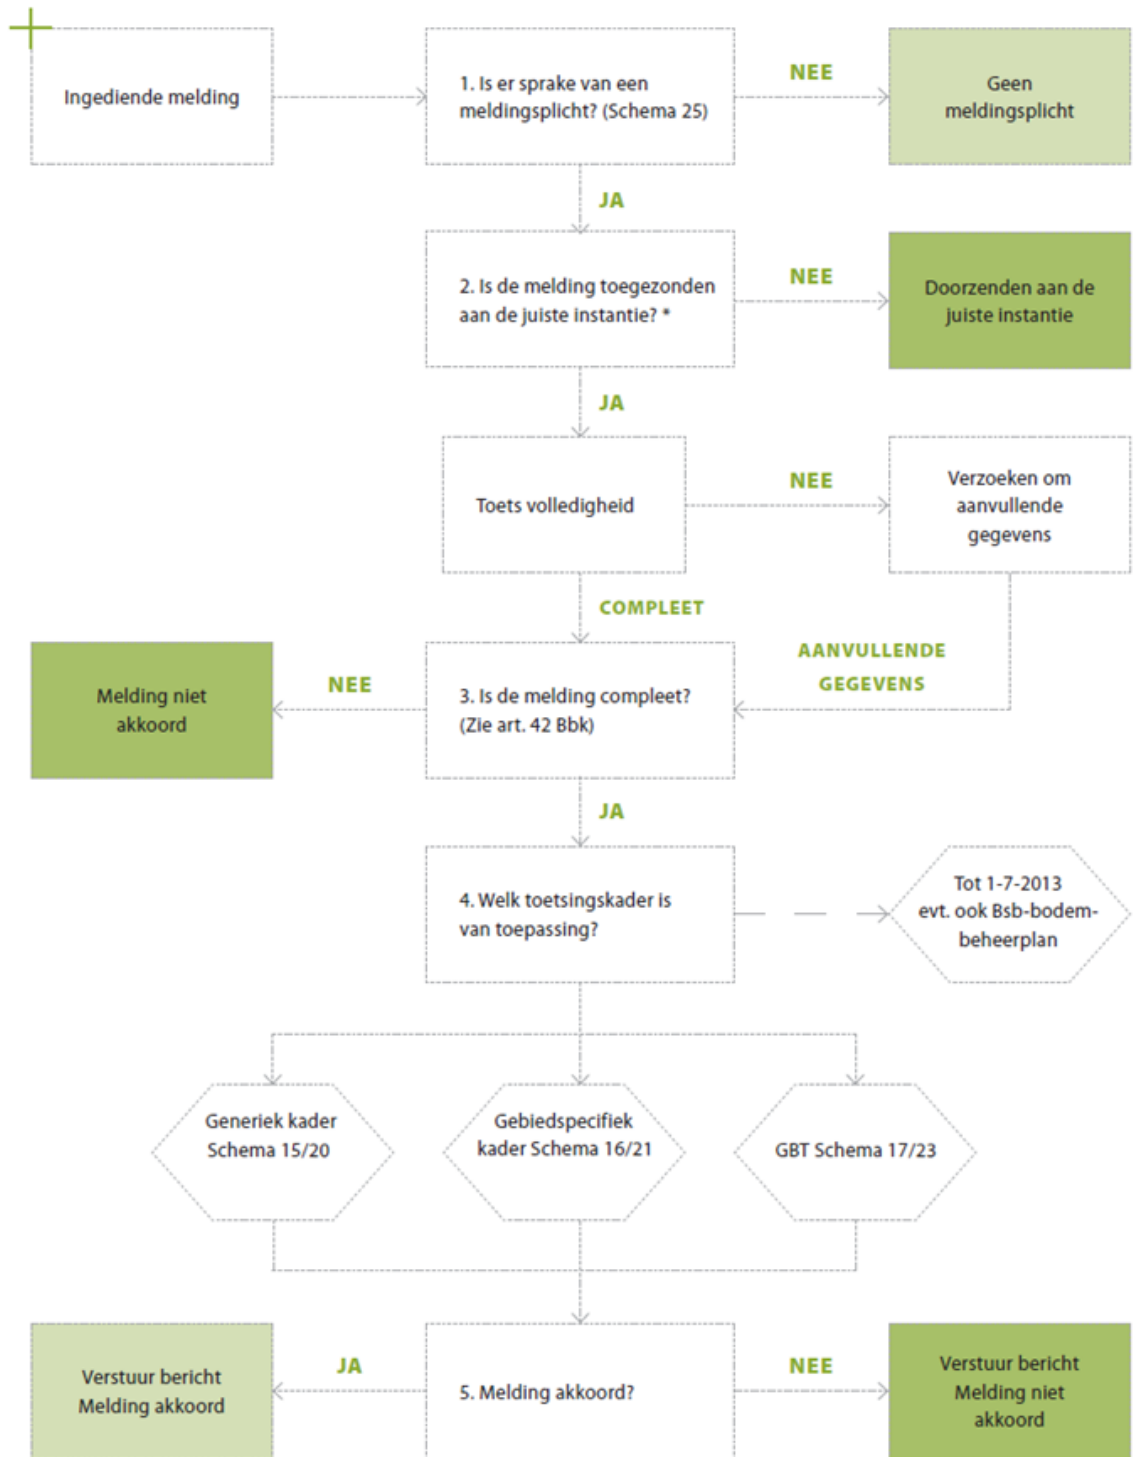 Ingediende melding
1. Is er sprake van een
meldingsplicht? (Schema 25)
NEE
Geen
meldingsplicht
JA
2. Is de melding toegezonden
aan de juiste instantie? *
NEE
Doorzenden aan de
juiste instantie
JA
Toets volledigheid
NEE
Verzoeken om
aanvullende
gegevens
COMPLEET
AANVULLENDE
GEGEVENS
3. Is de melding compleet?
(Zie art. 42 Bbk)
NEE
Melding niet
akkoord
JA
4. Welk toetsingskader is
van toepassing?
Tot 1-7-2013
evt. ook Bsb-bodem-
beheerplan
Generiek kader
Schema 15/20
Gebiedspecifiek
kader Schema 16/21
GBT Schema 17/23
5. Melding akkoord?
JA
Verstuur bericht
Melding akkoord
NEE
Verstuur bericht
Melding niet
akkoord